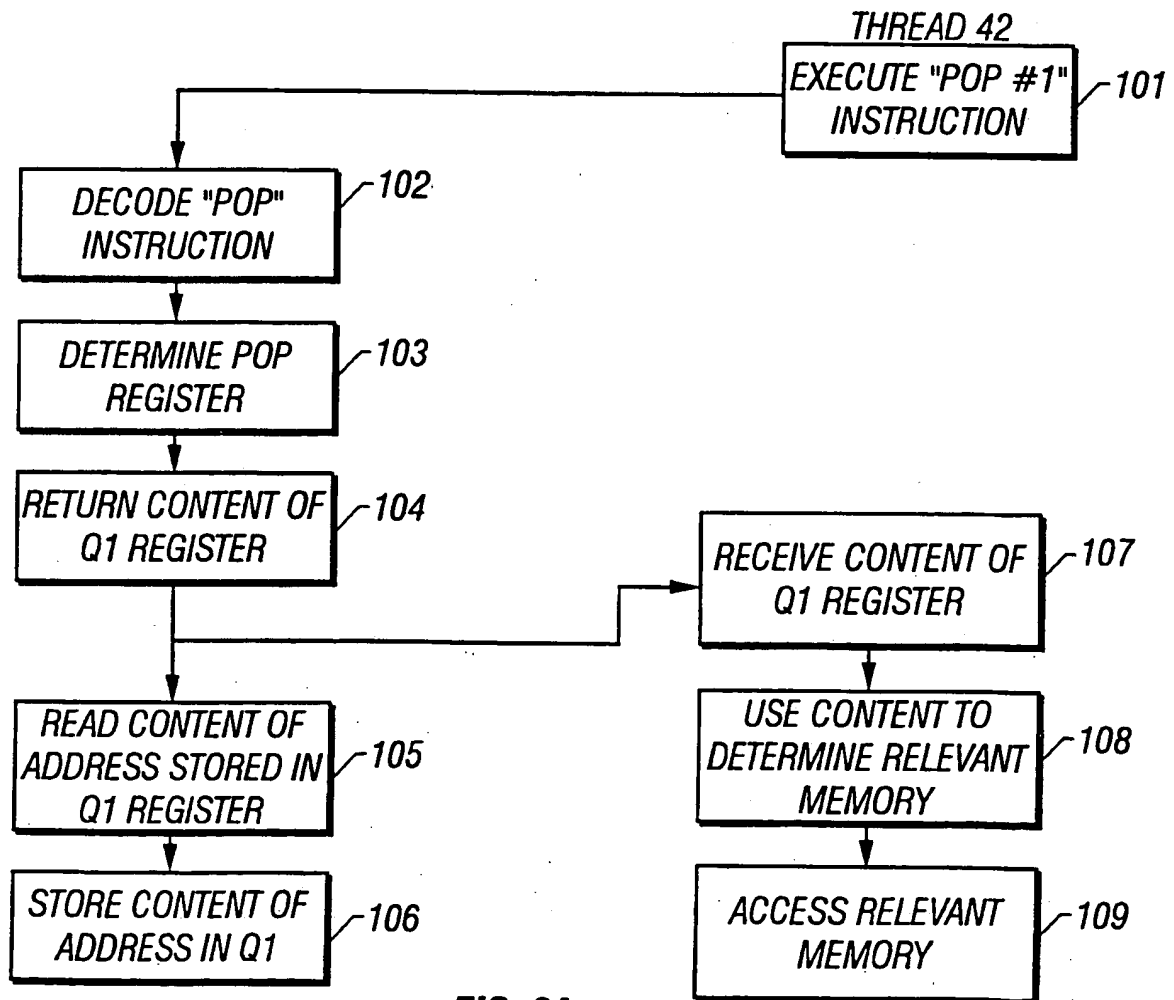 THREAD 42
EXECUTE "POP #1"
INSTRUCTION
101
DECODE "POP"
INSTRUCTION
102
DETERMINE POP
REGISTER
103
RETURN CONTENT OF
Q1 REGISTER
104
RECEIVE CONTENT OF
Q1 REGISTER
107
READ CONTENT OF
ADDRESS STORED IN
Q1 REGISTER
105
USE CONTENT TO
DETERMINE RELEVANT
MEMORY
108
STORE CONTENT OF
ADDRESS IN Q1
106
ACCESS RELEVANT
MEMORY
109